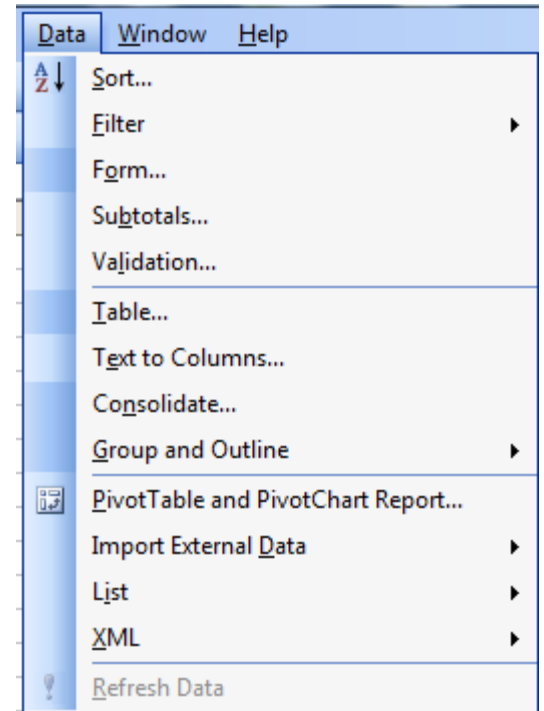 Data Window Help
Sort...
Filter
Form...
Subtotals...
Validation...
Table...
Text to Columns...
Consolidate...
Group and Outline
PivotTable and PivotChart Report...
Import External Data
List
XML
Refresh Data